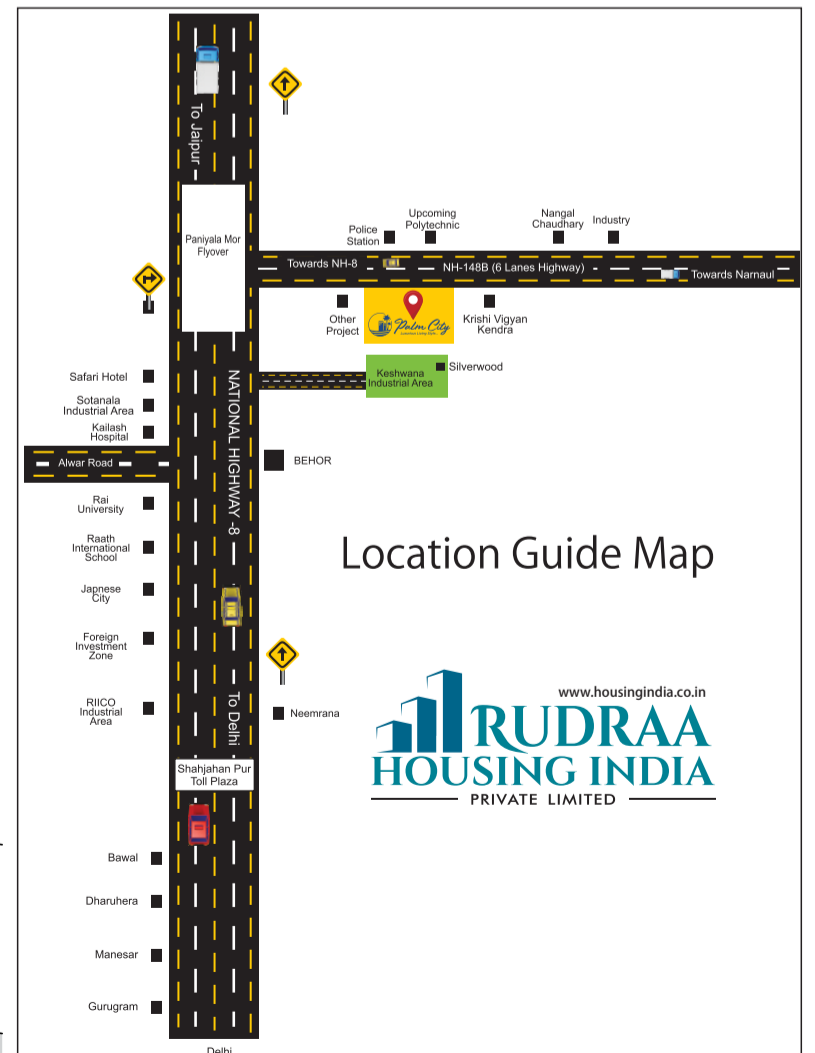 To Jaipur
Paniyala Mor
Flyover
Police
Station
Upcoming
Polytechnic
Nangal
Chaudhary
Industry
Towards NH-8
NH-148B (6 Lanes Highway)
Towards Narnaul
Other
Project
Palm City
Krishi Vigyan
Kendra
Keshwana
Industrial Area
Silverwood
Safari Hotel
Sotanala
Industrial Area
Kailash
Hospital
NATIONAL HIGHWAY -8
Alwar Road
BEHOR
Rai
University
Raath
International
School
Japnese
City
Foreign
Investment
Zone
RIICO
Industrial
Area
Location Guide Map
To Delhi
Neemrana
www.housingindia.co.in
RUDRAA
HOUSING INDIA
PRIVATE LIMITED
Shahjahan Pur
Toll Plaza
Bawal
Dharuhera
Manesar
Gurugram
Delhi